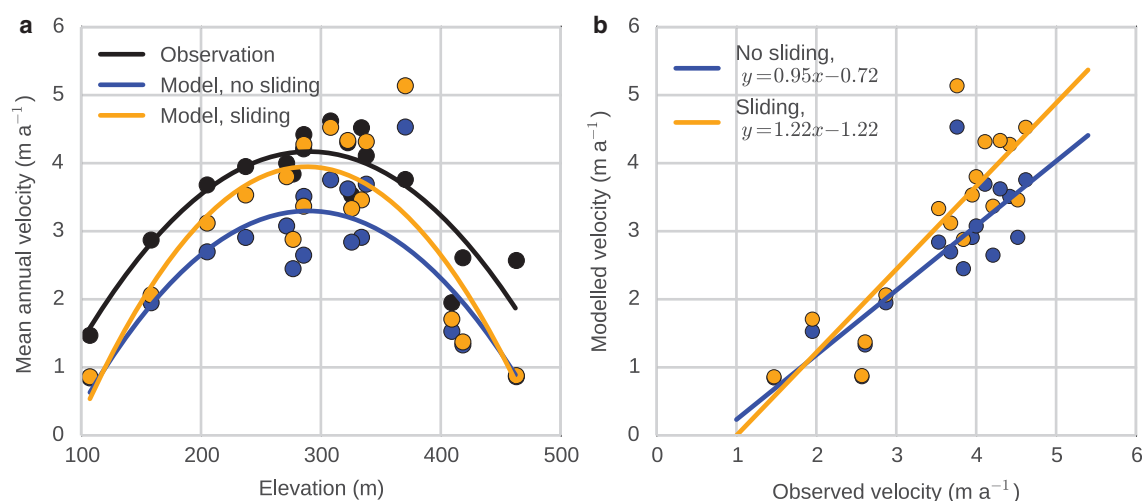 a
6
5
4
3
2
1
0
Mean annual velocity (m a⁻¹)
Observation
Model, no sliding
Model, sliding
100 200 300 400 500
Elevation (m)
b
6
5
4
3
2
1
0
Modelled velocity (m a⁻¹)
No sliding,
y=0.95x−0.72
Sliding,
y=1.22x−1.22
0 1 2 3 4 5 6
Observed velocity (m a⁻¹)